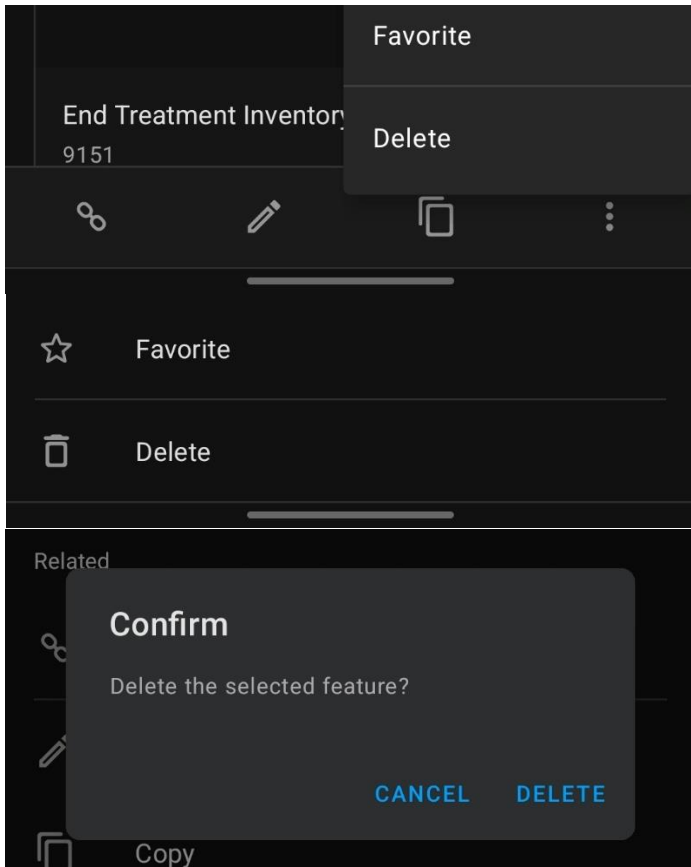 Favorite
End Treatment Inventory
9151
Delete
Favorite
Delete
Related
Confirm
Delete the selected feature?
CANCEL DELETE
Copy